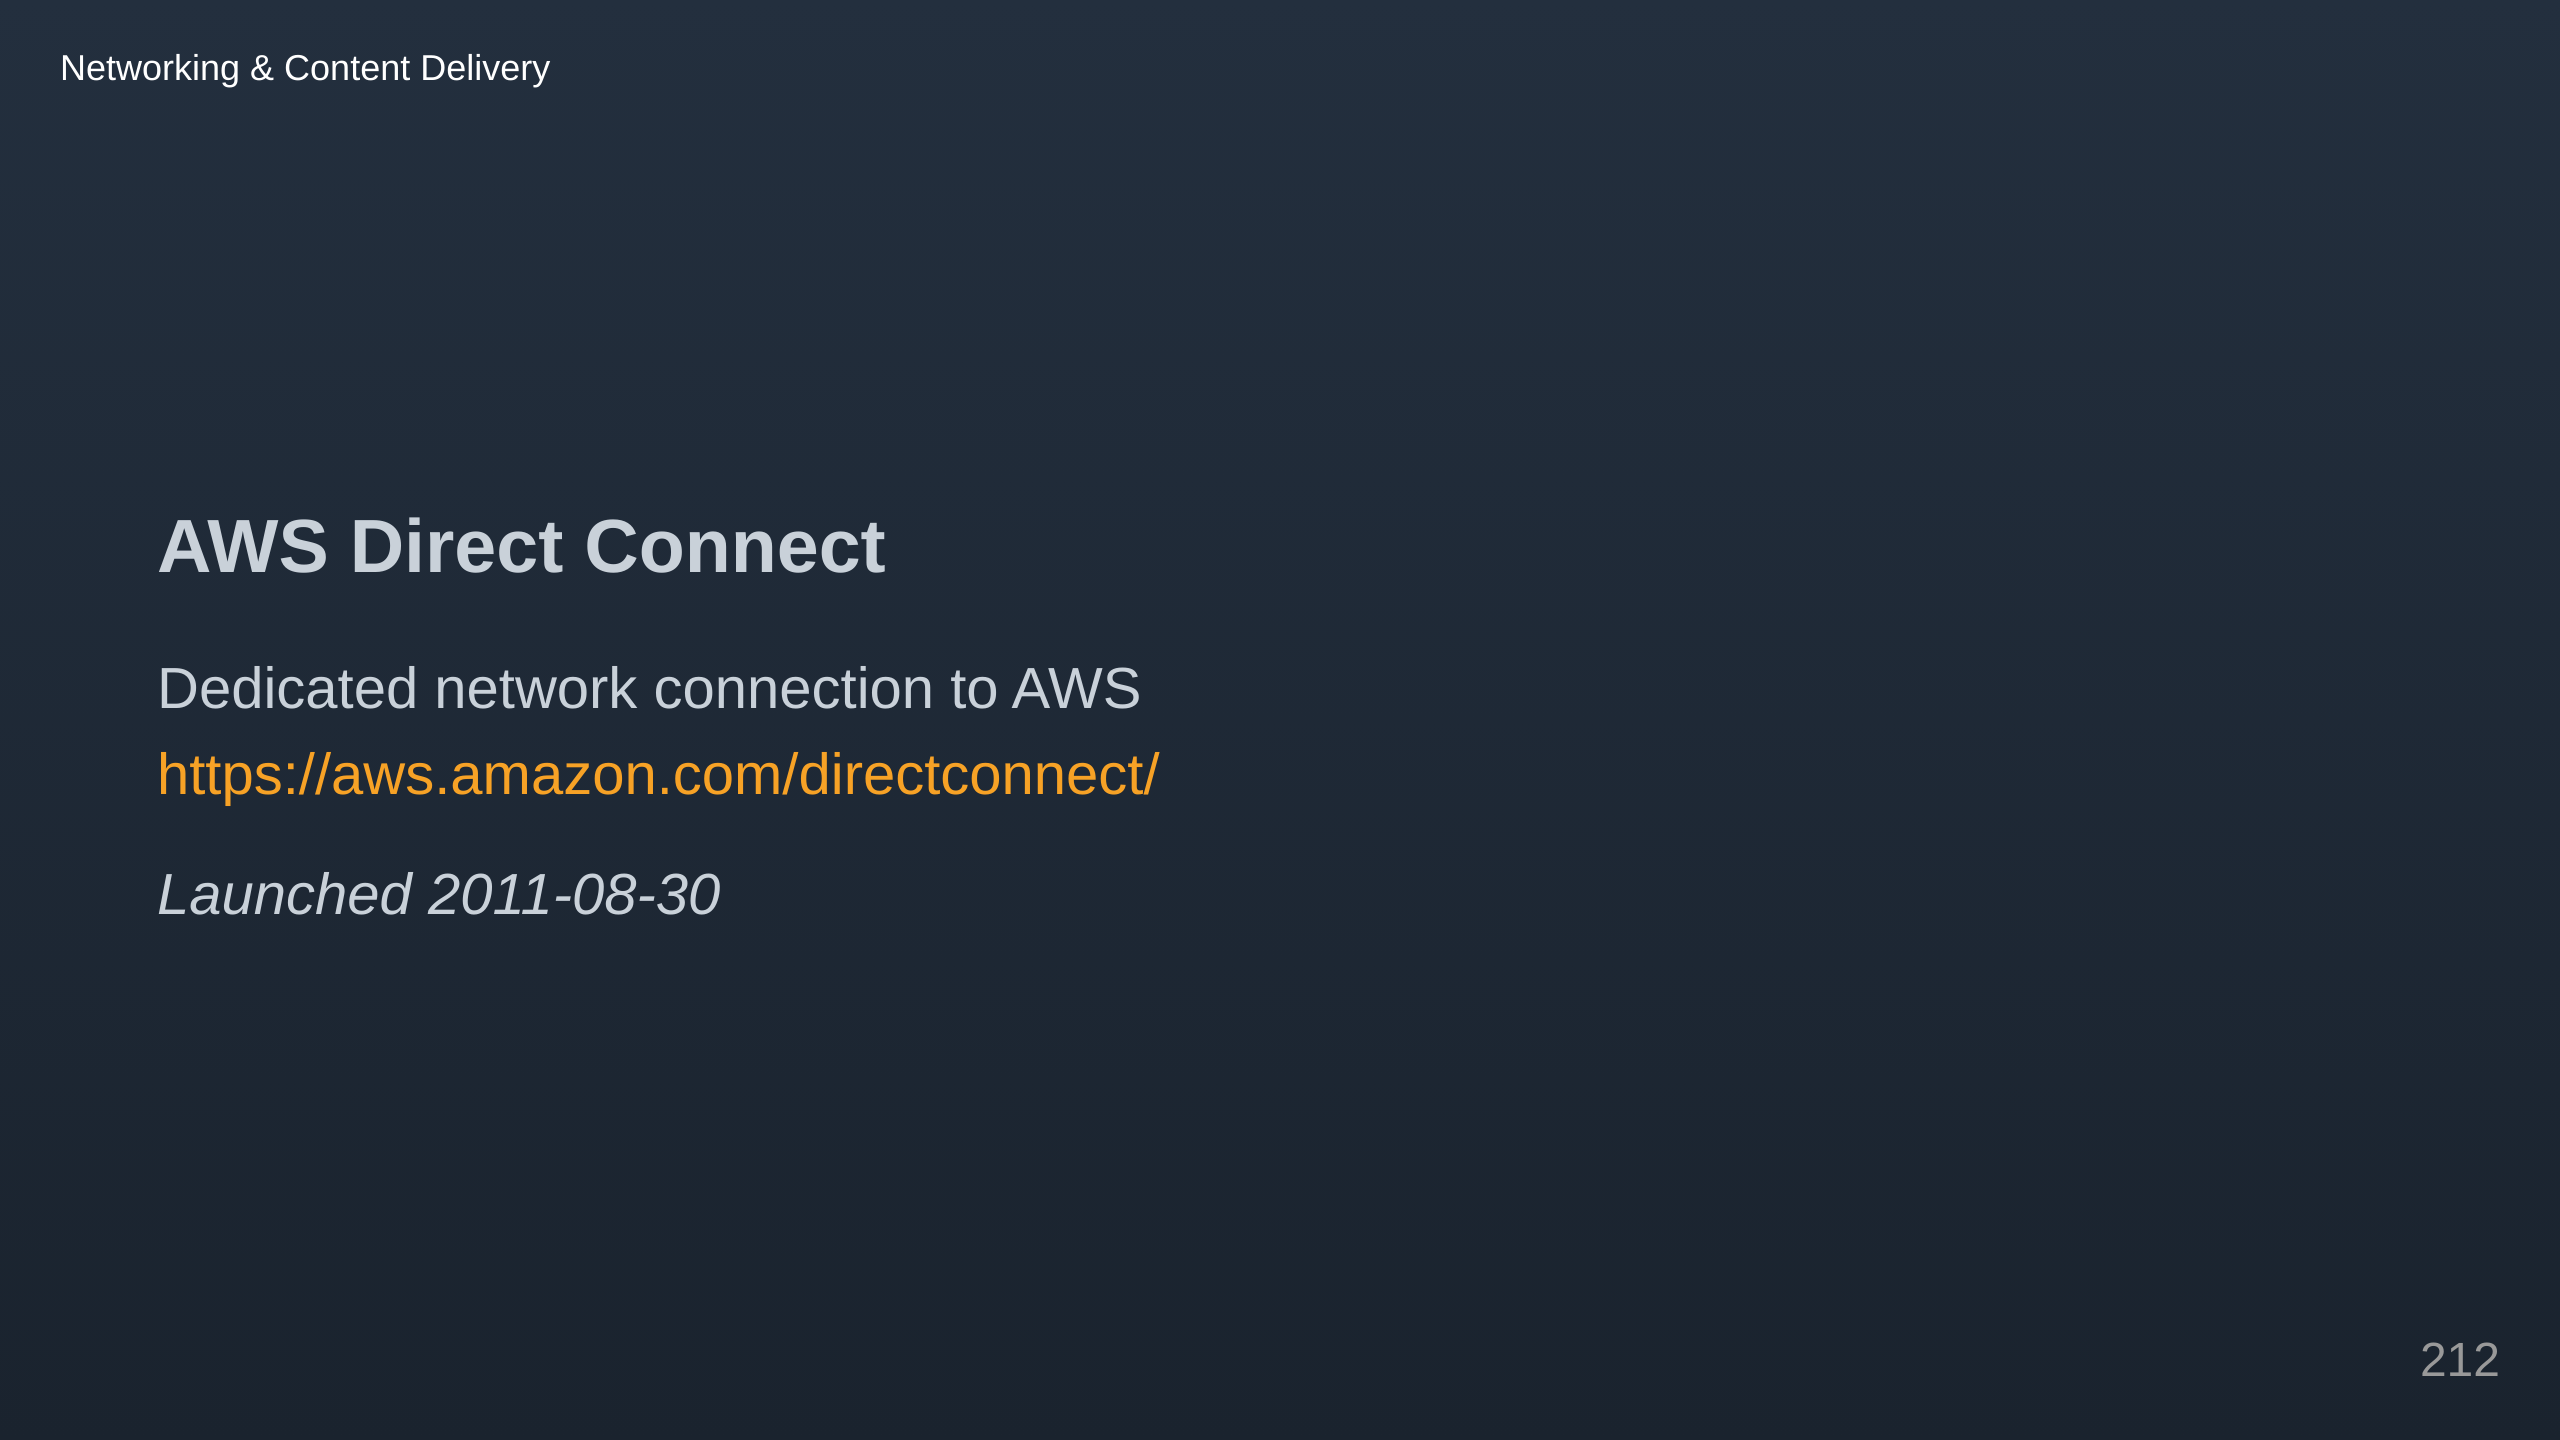 Networking & Content Delivery
AWS Direct Connect
Dedicated network connection to AWS
https://aws.amazon.com/directconnect/
Launched 2011-08-30
212